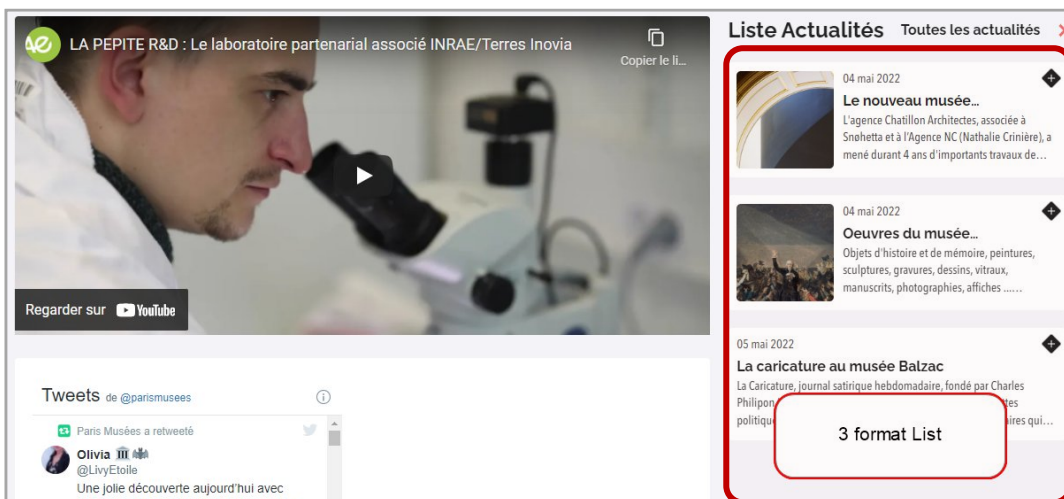 LA PEPITE R&D : Le laboratoire partenarial associé INRAE/Terres Inovia
Copier le li...
Regarder sur YouTube
Tweets de @parismusees
Paris Musées a retweeté
Olivia
@LivyEtoile
Une jolie découverte aujourd'hui avec
Liste Actualités Toutes les actualités
04 mai 2022
Le nouveau musée...
L'agence Chatillon Architectes, associée à
Snøhetta et à l'Agence NC (Nathalie Crinière), a
mené durant 4 ans d'importants travaux de...
04 mai 2022
Oeuvres du musée...
Objets d'histoire et de mémoire, peintures,
sculptures, gravures, dessins, vitraux,
manuscrits, photographies, affiches ......
05 mai 2022
La caricature au musée Balzac
La Caricature, journal satirique hebdomadaire, fondé par Charles
Philipon
politiqu
3 format List